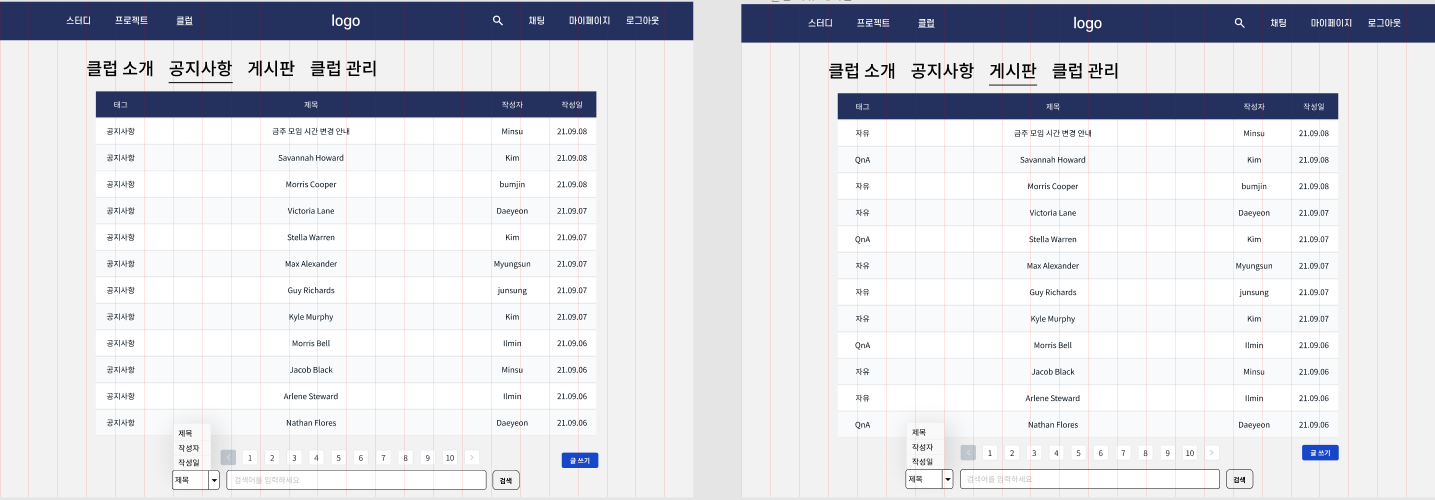 스터디 프로젝트 클럽 logo 채팅 마이페이지 로그아웃
클럽 소개 공지사항 게시판 클럽 관리
태그 제목 작성자 작성일
공지사항 금주 모임 시간 변경 안내 Minsu 21.09.08
공지사항 Savannah Howard Kim 21.09.08
공지사항 Morris Cooper bumjin 21.09.08
공지사항 Victoria Lane Daeyeon 21.09.07
공지사항 Stella Warren Kim 21.09.07
공지사항 Max Alexander Myungsun 21.09.07
공지사항 Guy Richards junsung 21.09.07
공지사항 Kyle Murphy Kim 21.09.07
공지사항 Morris Bell Ilmin 21.09.06
공지사항 Jacob Black Minsu 21.09.06
공지사항 Arlene Steward Ilmin 21.09.06
공지사항 Nathan Flores Daeyeon 21.09.06
제목
작성자
작성일
< 1 2 3 4 5 6 7 8 9 10 >
글 쓰기
제목 검색어를 입력하세요 검색
스터디 프로젝트 클럽 logo 채팅 마이페이지 로그아웃
클럽 소개 공지사항 게시판 클럽 관리
태그 제목 작성자 작성일
자유 금주 모임 시간 변경 안내 Minsu 21.09.08
QnA Savannah Howard Kim 21.09.08
자유 Morris Cooper bumjin 21.09.08
자유 Victoria Lane Daeyeon 21.09.07
QnA Stella Warren Kim 21.09.07
자유 Max Alexander Myungsun 21.09.07
자유 Guy Richards junsung 21.09.07
자유 Kyle Murphy Kim 21.09.07
QnA Morris Bell Ilmin 21.09.06
자유 Jacob Black Minsu 21.09.06
자유 Arlene Steward Ilmin 21.09.06
QnA Nathan Flores Daeyeon 21.09.06
제목
작성자
작성일
< 1 2 3 4 5 6 7 8 9 10 >
글 쓰기
제목 검색어를 입력하세요 검색